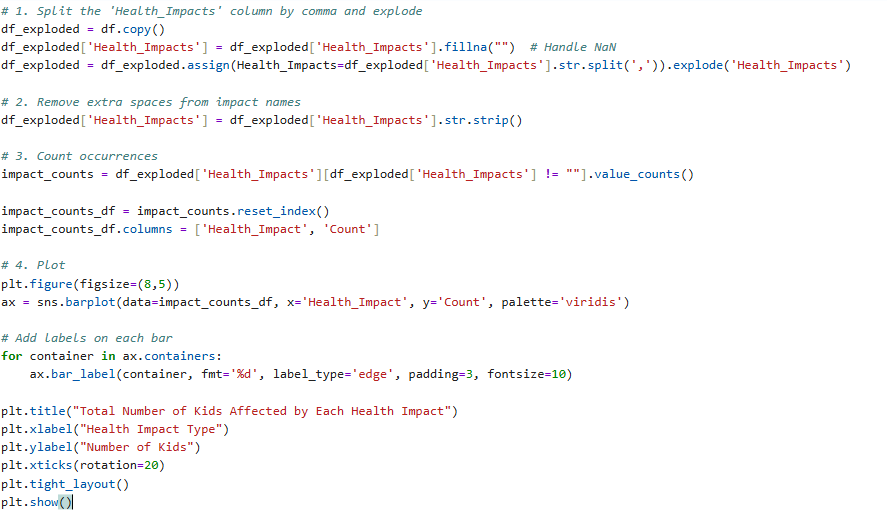 # 1. Split the 'Health_Impacts' column by comma and explode
df_exploded = df.copy()
df_exploded['Health_Impacts'] = df_exploded['Health_Impacts'].fillna("")  # Handle NaN
df_exploded = df_exploded.assign(Health_Impacts=df_exploded['Health_Impacts'].str.split(',')).explode('Health_Impacts')

# 2. Remove extra spaces from impact names
df_exploded['Health_Impacts'] = df_exploded['Health_Impacts'].str.strip()

# 3. Count occurrences
impact_counts = df_exploded['Health_Impacts'][df_exploded['Health_Impacts'] != ""].value_counts()

impact_counts_df = impact_counts.reset_index()
impact_counts_df.columns = ['Health_Impact', 'Count']

# 4. Plot
plt.figure(figsize=(8,5))
ax = sns.barplot(data=impact_counts_df, x='Health_Impact', y='Count', palette='viridis')

# Add labels on each bar
for container in ax.containers:
    ax.bar_label(container, fmt='%d', label_type='edge', padding=3, fontsize=10)

plt.title("Total Number of Kids Affected by Each Health Impact")
plt.xlabel("Health Impact Type")
plt.ylabel("Number of Kids")
plt.xticks(rotation=20)
plt.tight_layout()
plt.show()